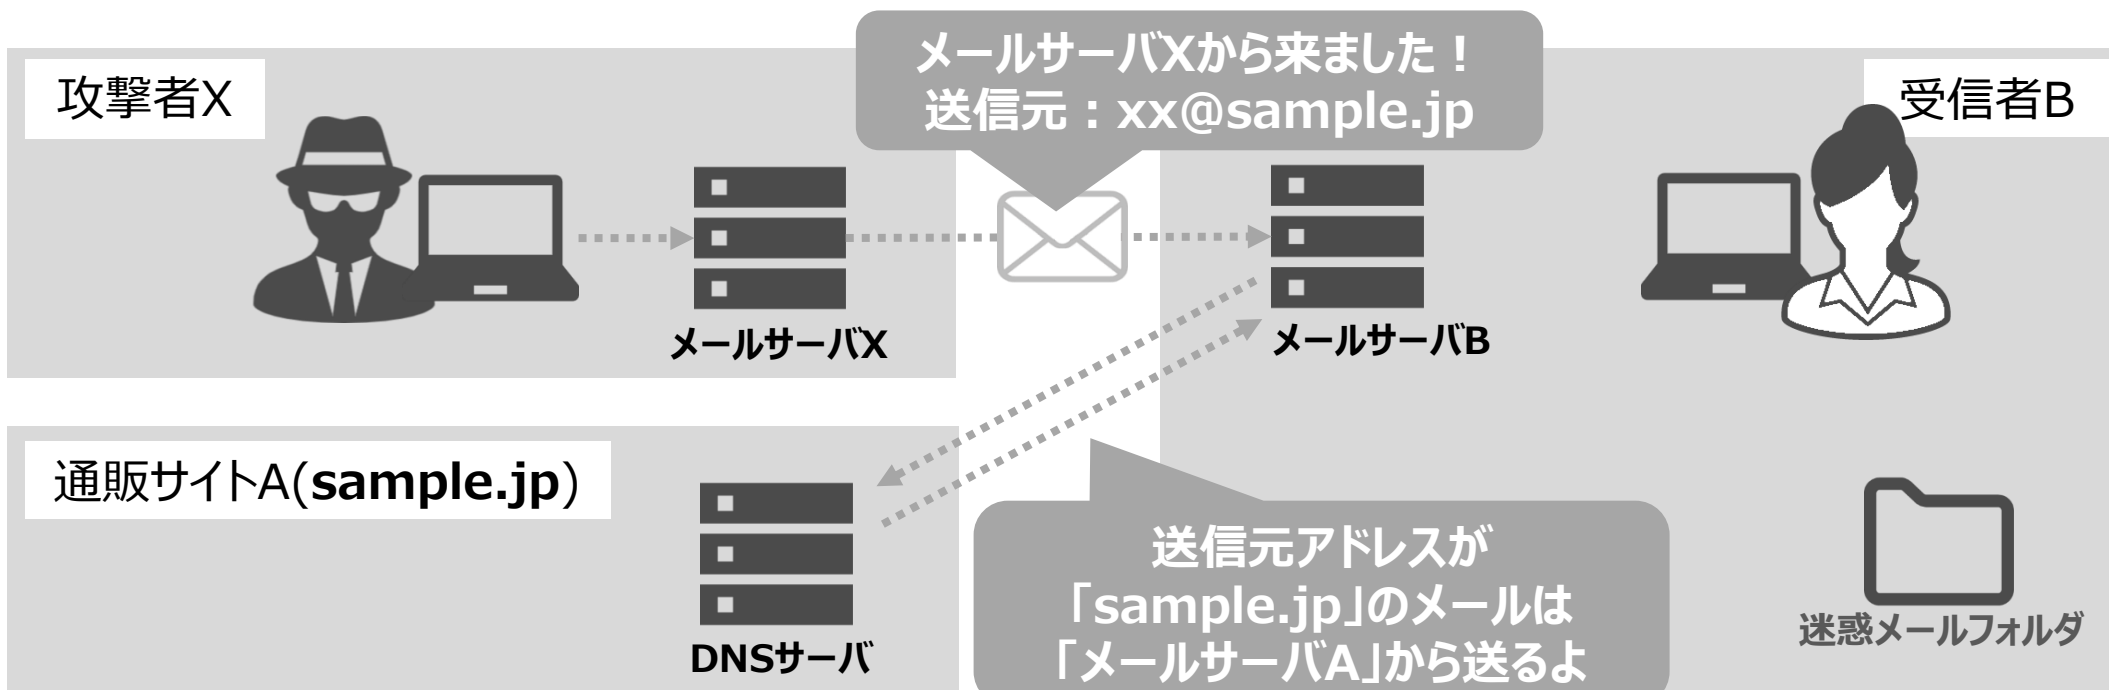 メールサーバXから来ました！
送信元：xx@sample.jp
攻撃者X
受信者B
メールサーバX
メールサーバB
通販サイトA(sample.jp)
DNSサーバ
送信元アドレスが
「sample.jp」のメールは
「メールサーバA」から送るよ
迷惑メールフォルダ